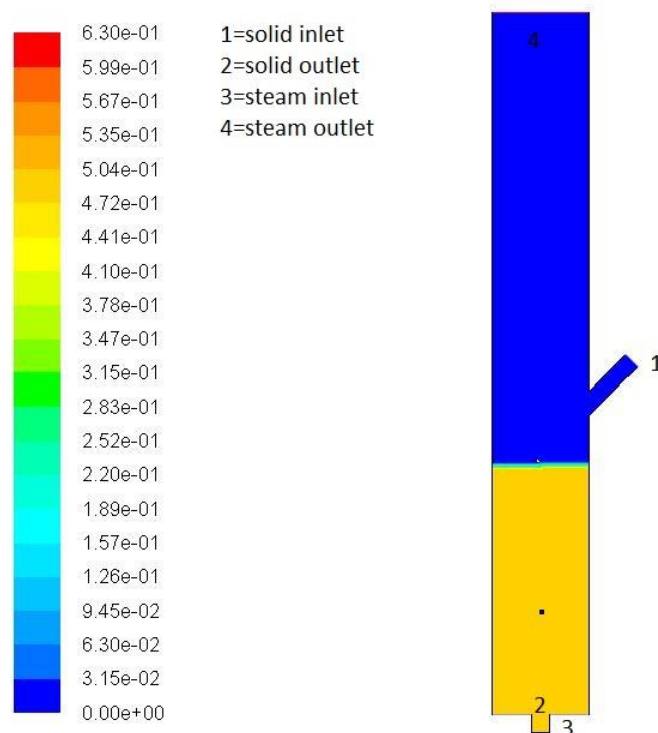 6.30e-01
5.99e-01
5.67e-01
5.35e-01
5.04e-01
4.72e-01
4.41e-01
4.10e-01
3.78e-01
3.47e-01
3.15e-01
2.83e-01
2.52e-01
2.20e-01
1.89e-01
1.57e-01
1.26e-01
9.45e-02
6.30e-02
3.15e-02
0.00e+00
1=solid inlet
2=solid outlet
3=steam inlet
4=steam outlet
4
1
2
3